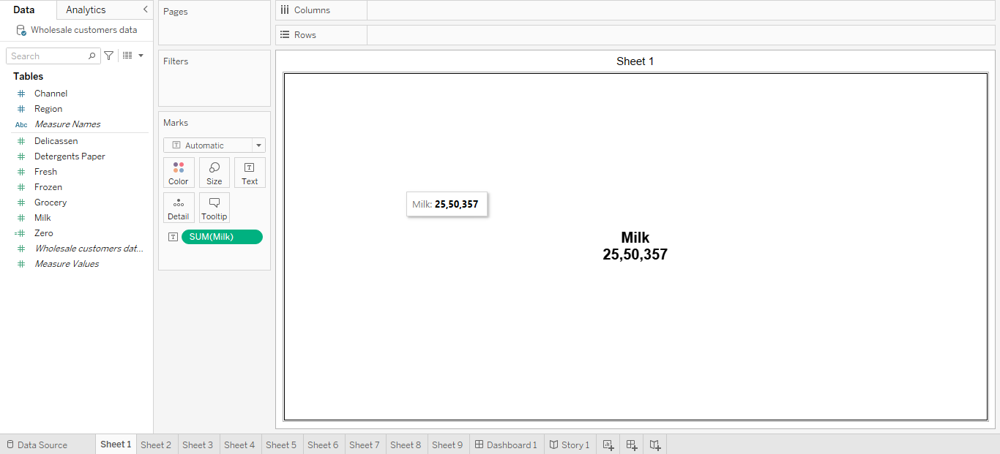 Data
Analytics
Wholesale customers data
Search
Tables
Channel
Region
Abc Measure Names
Delicassen
Detergents Paper
Fresh
Frozen
Grocery
Milk
Zero
Wholesale customers dat...
Measure Values
Pages
Filters
Marks
T Automatic
Color
Size
T
Text
Detail
Tooltip
T SUM(Milk)
Columns
Rows
Sheet 1
Milk: 25,50,357
Milk
25,50,357
Data Source
Sheet 1
Sheet 2
Sheet 3
Sheet 4
Sheet 5
Sheet 6
Sheet 7
Sheet 8
Sheet 9
Dashboard 1
Story 1